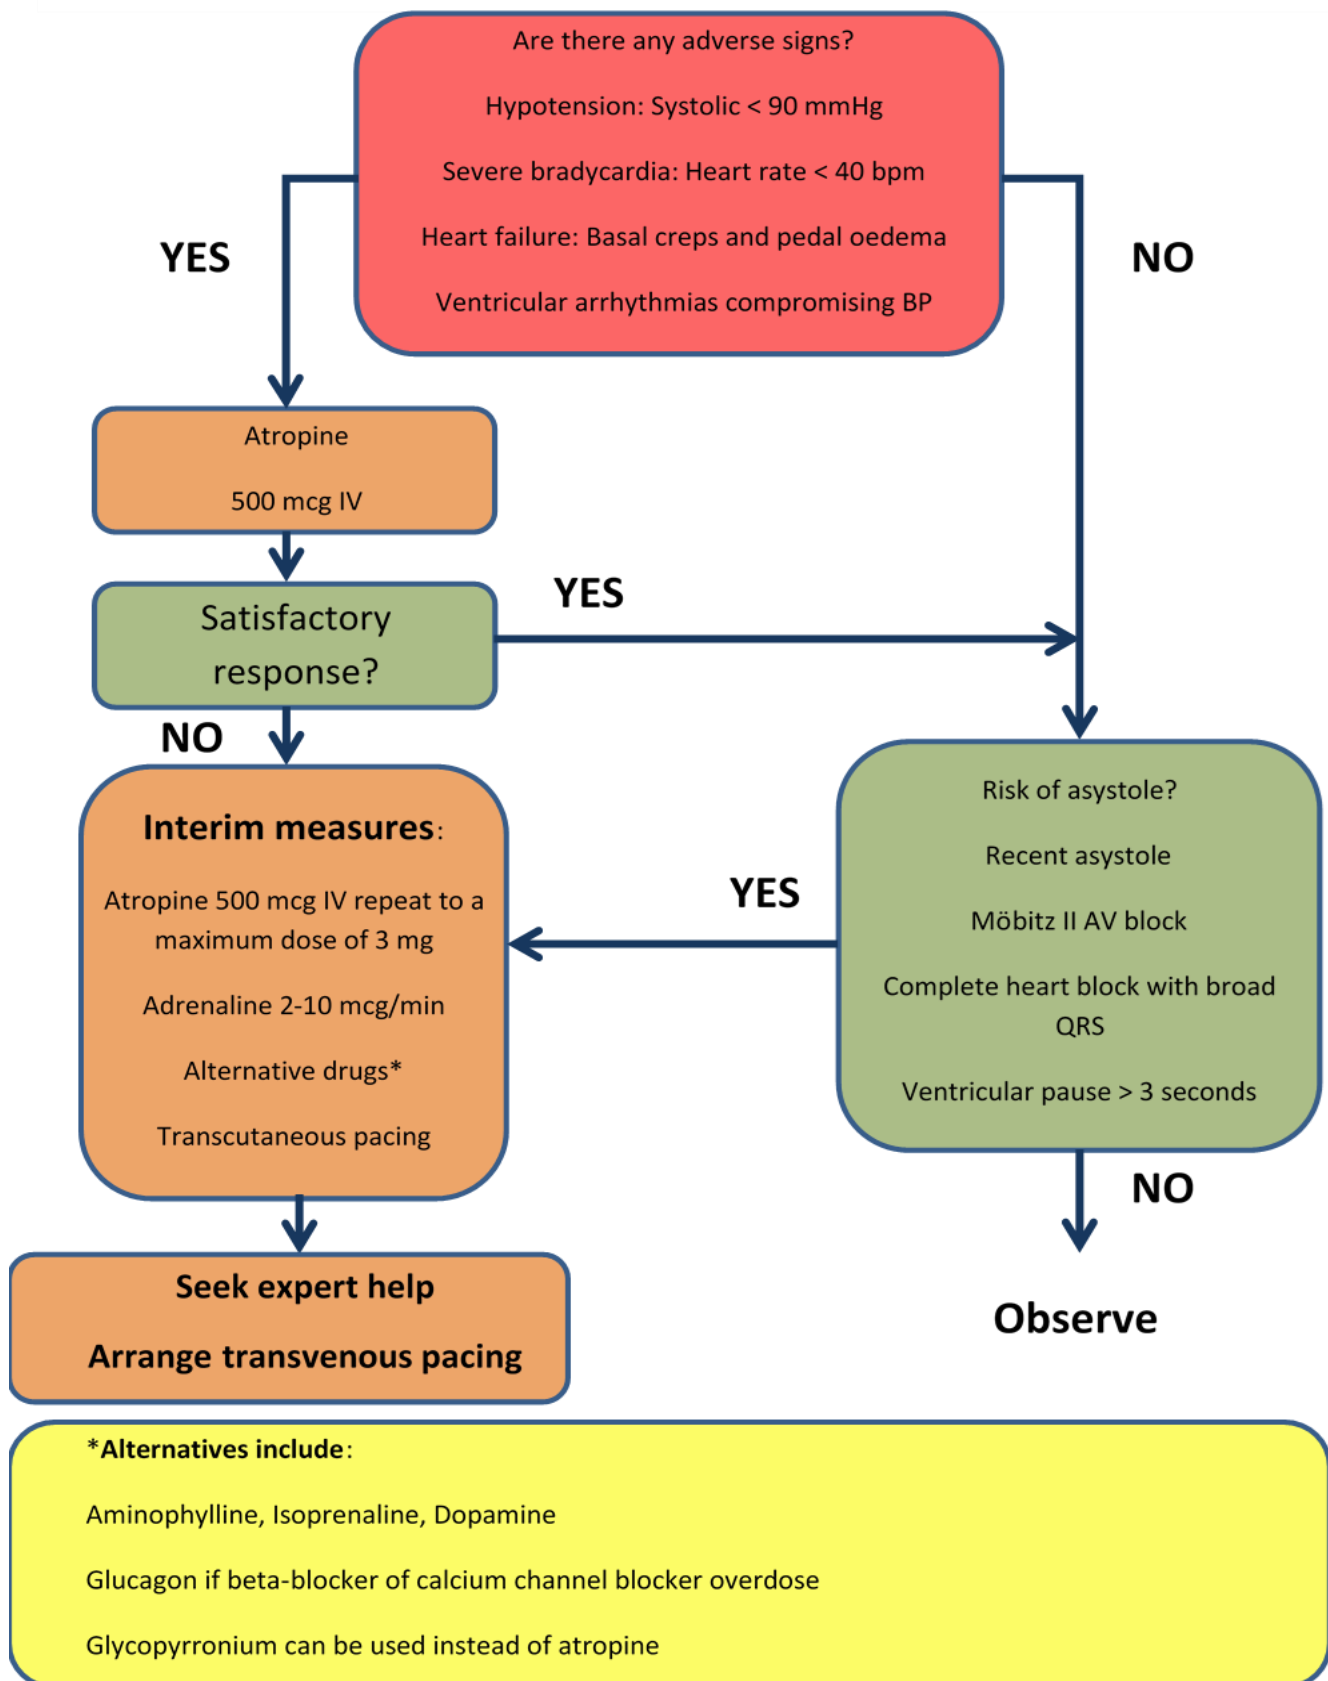 Are there any adverse signs?
Hypotension: Systolic < 90 mmHg
Severe bradycardia: Heart rate < 40 bpm
Heart failure: Basal creps and pedal oedema
Ventricular arrhythmias compromising BP
YES
NO
Atropine
500 mcg IV
Satisfactory
response?
YES
NO
Interim measures:
Atropine 500 mcg IV repeat to a
maximum dose of 3 mg
Adrenaline 2-10 mcg/min
Alternative drugs*
Transcutaneous pacing
YES
Risk of asystole?
Recent asystole
Möbitz II AV block
Complete heart block with broad
QRS
Ventricular pause > 3 seconds
NO
Seek expert help
Arrange transvenous pacing
Observe
*Alternatives include:
Aminophylline, Isoprenaline, Dopamine
Glucagon if beta-blocker of calcium channel blocker overdose
Glycopyrronium can be used instead of atropine